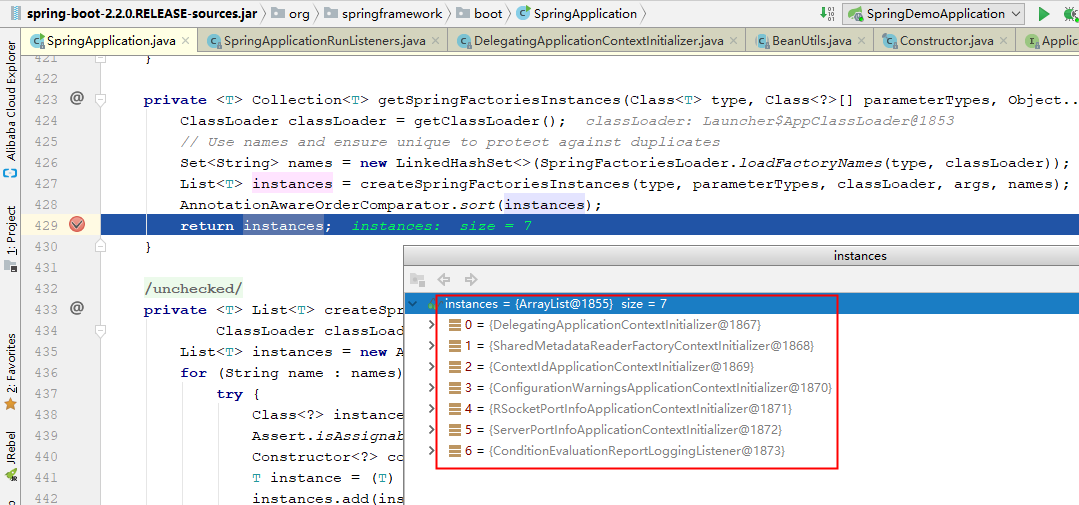 spring-boot-2.2.0.RELEASE-sources.jar org springframework boot SpringApplication SpringDemoApplication
SpringApplication.java SpringApplicationRunListeners.java DelegatingApplicationContextInitializer.java BeanUtils.java Constructor.java Applic
Alibaba Cloud Explorer
1: Project
2: Favorites
JRebel
421 }
422
423 @ private <T> Collection<T> getSpringFactoriesInstances(Class<T> type, Class<?>[] parameterTypes, Object..
424 ClassLoader classLoader = getClassLoader(); classLoader: Launcher$AppClassLoader@1853
425 // Use names and ensure unique to protect against duplicates
426 Set<String> names = new LinkedHashSet<>(SpringFactoriesLoader.loadFactoryNames(type, classLoader));
427 List<T> instances = createSpringFactoriesInstances(type, parameterTypes, classLoader, args, names);
428 AnnotationAwareOrderComparator.sort(instances);
429 return instances; instances: size = 7
430 }
431
432 /unchecked/
433 @ private <T> List<T> createSpr
434 ClassLoader classLoad
435 List<T> instances = new A
436 for (String name : names)
437 try {
438 Class<?> instance
439 Assert.isAssignab
440 Constructor<?> co
441 T instance = (T)
442 instances.add(ins
instances
instances = {ArrayList@1855} size = 7
0 = {DelegatingApplicationContextInitializer@1867}
1 = {SharedMetadataReaderFactoryContextInitializer@1868}
2 = {ContextIdApplicationContextInitializer@1869}
3 = {ConfigurationWarningsApplicationContextInitializer@1870}
4 = {RSocketPortInfoApplicationContextInitializer@1871}
5 = {ServerPortInfoApplicationContextInitializer@1872}
6 = {ConditionEvaluationReportLoggingListener@1873}